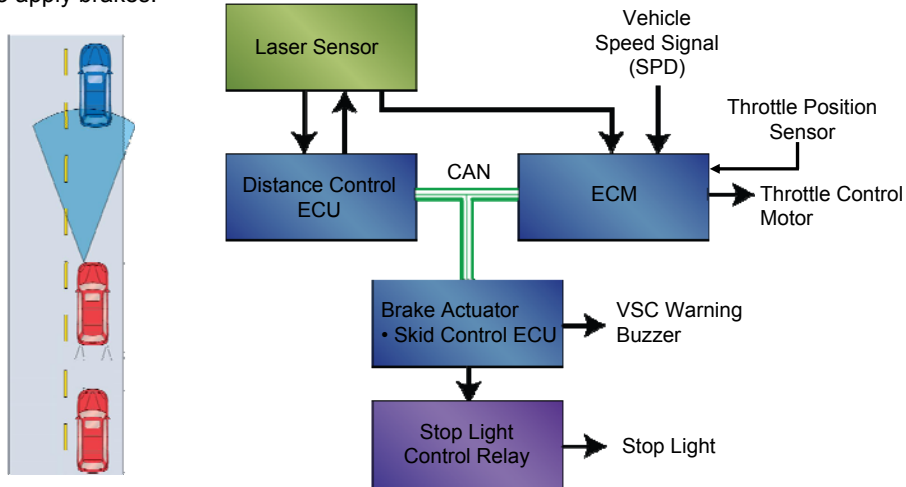 apply brakes.
Laser Sensor
Vehicle
Speed Signal
(SPD)
Throttle Position
Sensor
Distance Control
ECU
CAN
ECM
Throttle Control
Motor
Brake Actuator
• Skid Control ECU
VSC Warning
Buzzer
Stop Light
Control Relay
Stop Light